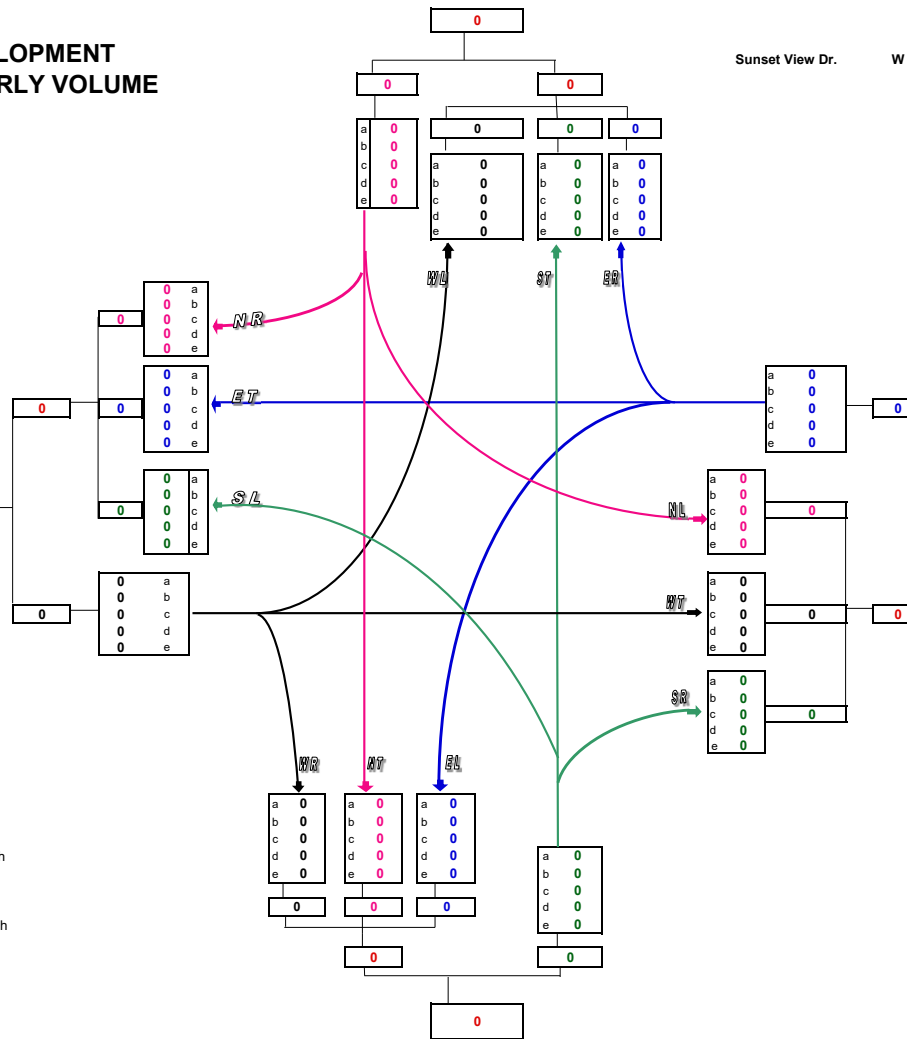 0
LOPMENT
RLY VOLUME
Sunset View Dr. W
0 0
0 0 0
a 0
b 0
c 0
d 0
e 0
a 0
b 0
c 0
d 0
e 0
a 0
b 0
c 0
d 0
e 0
a 0
b 0
c 0
d 0
e 0
WL ST ER
0 a
0 b
0 c
0 d
0 e
0
NR
0 a
0 b
0 c
0 d
0 e
0
0
ET
a 0
b 0
c 0
d 0
e 0
0
0 a
0 b
0 c
0 d
0 e
0
SL
NL
a 0
b 0
c 0
d 0
e 0
0
0
0 a
0 b
0 c
0 d
0 e
WT
a 0
b 0
c 0
d 0
e 0
0
0
SR
a 0
b 0
c 0
d 0
e 0
0
WR NT EL
a 0
b 0
c 0
d 0
e 0
a 0
b 0
c 0
d 0
e 0
a 0
b 0
c 0
d 0
e 0
a 0
b 0
c 0
d 0
e 0
h
h
0 0 0
0 0
0